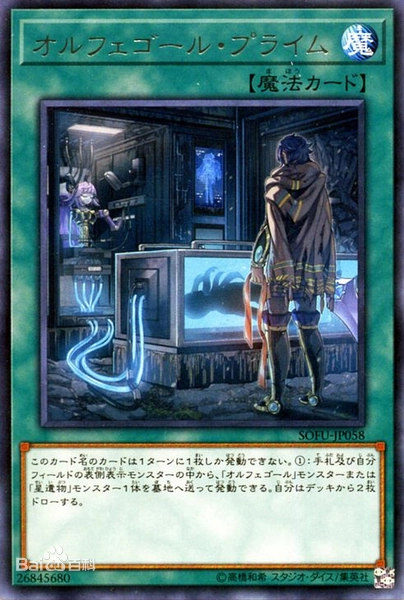 オルフェゴール・プライム 魔
【魔法カード】
SOFU-JP058
このカード名のカードは１ターンに１枚しか発動できない。①：手札及び自分
フィールドの表側表示モンスターの中から、「オルフェゴール」モンスターまたは
「星遺物」モンスター１体を墓地へ送って発動できる。自分はデッキから２枚
ドローする。
Bai 百科
26845680
©高橋和希 スタジオ・ダイス/集英社